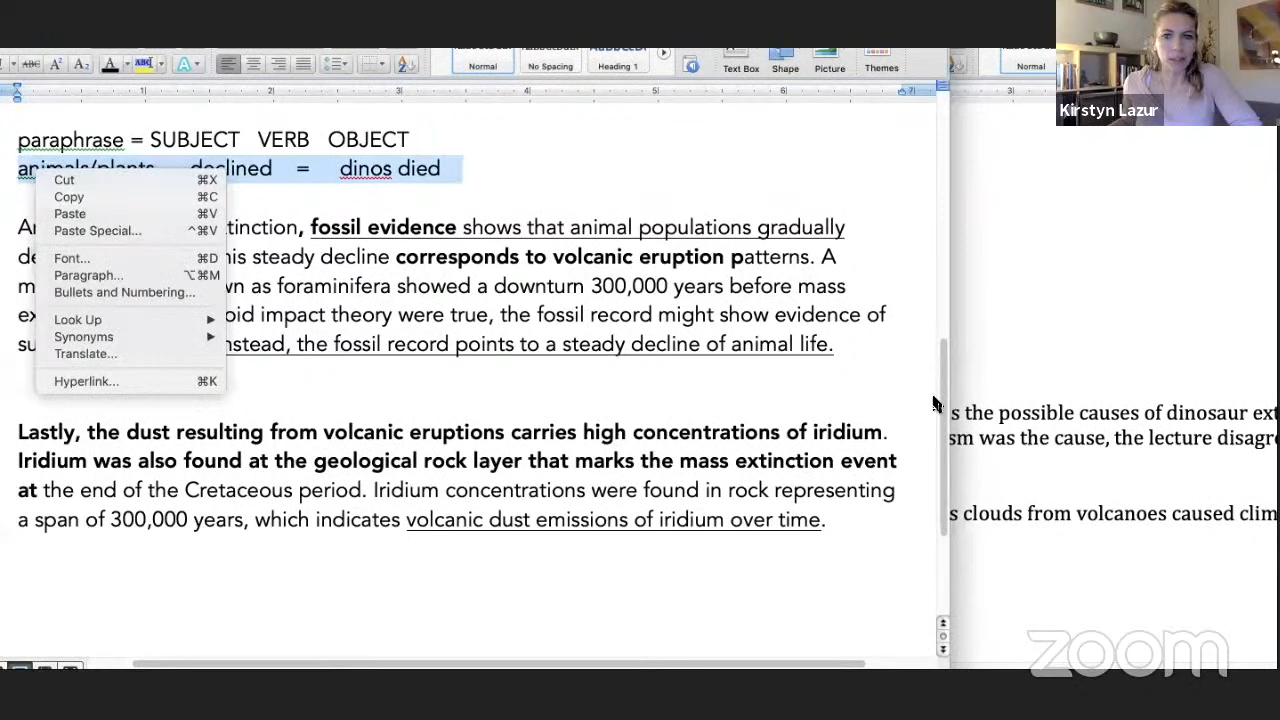 Normal
No Spacing
Heading 1
Text Box
Shape
Picture
Themes
Normal
Kirstyn Lazur
paraphrase = SUBJECT VERB OBJECT
animals/plants declined = dinos died
Cut ⌘X
Copy ⌘C
Paste ⌘V
Paste Special... ^⌘V
Font... ⌘D
Paragraph... ⌥⌘M
Bullets and Numbering...
Look Up
Synonyms
Translate...
Hyperlink... ⌘K
tinction, fossil evidence shows that animal populations gradually
his steady decline corresponds to volcanic eruption patterns. A
wn as foraminifera showed a downturn 300,000 years before mass
oid impact theory were true, the fossil record might show evidence of
nstead, the fossil record points to a steady decline of animal life.
Lastly, the dust resulting from volcanic eruptions carries high concentrations of iridium.
Iridium was also found at the geological rock layer that marks the mass extinction event
at the end of the Cretaceous period. Iridium concentrations were found in rock representing
a span of 300,000 years, which indicates volcanic dust emissions of iridium over time.
s the possible causes of dinosaur ext
sm was the cause, the lecture disagre
s clouds from volcanoes caused clim
zoom